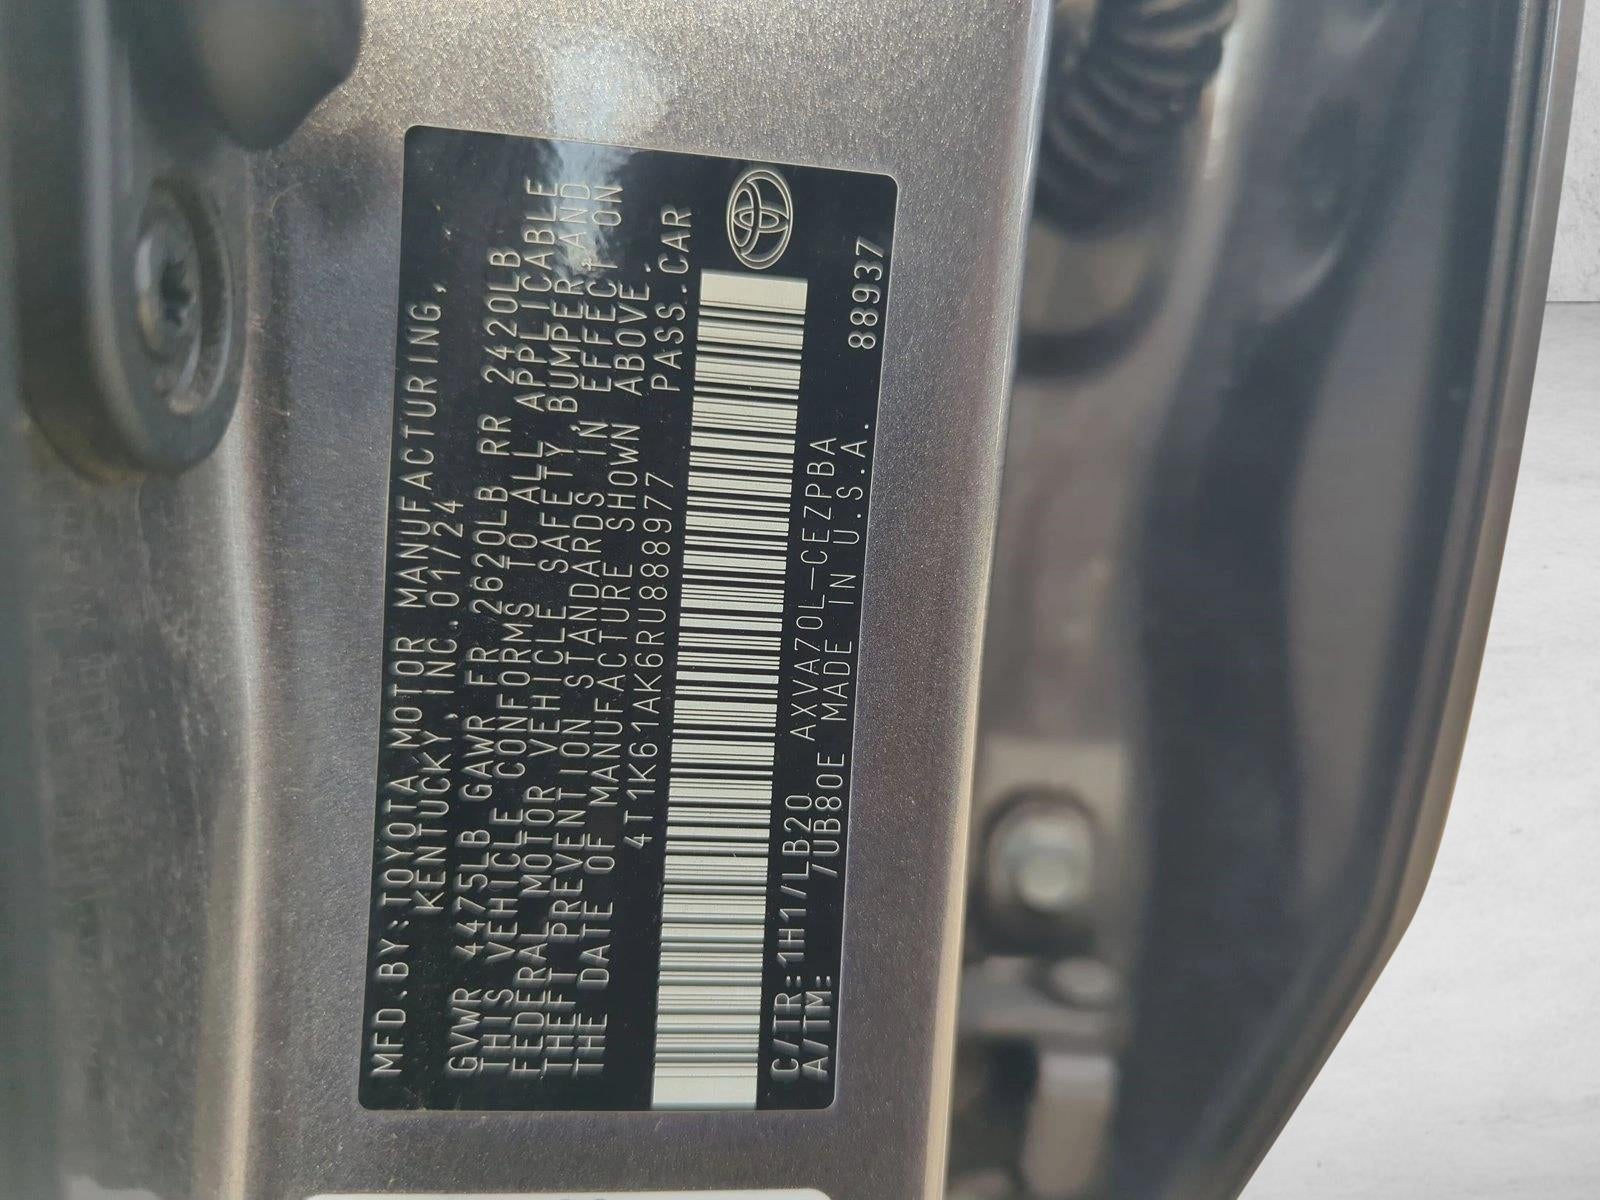 MFD.BY:TOYOTA MOTOR MANUFACTURING,
KENTUCKY, INC. 01/24
GVWR 4475LB GAWR FR 2620LB RR 2420LB
THIS VEHICLE CONFORMS TO ALL APPLICABLE
FEDERAL MOTOR VEHICLE SAFETY BUMPER AND
THEFT PREVENTION STANDARDS IN EFFECT ON
THE DATE OF MANUFACTURE SHOWN ABOVE.
4T1K61AK6RU888977 PASS.CAR
C/TR:1H1/LB20 AXVA70L-CEZPBA 88937
A/TM: 7UB80E MADE IN U.S.A.